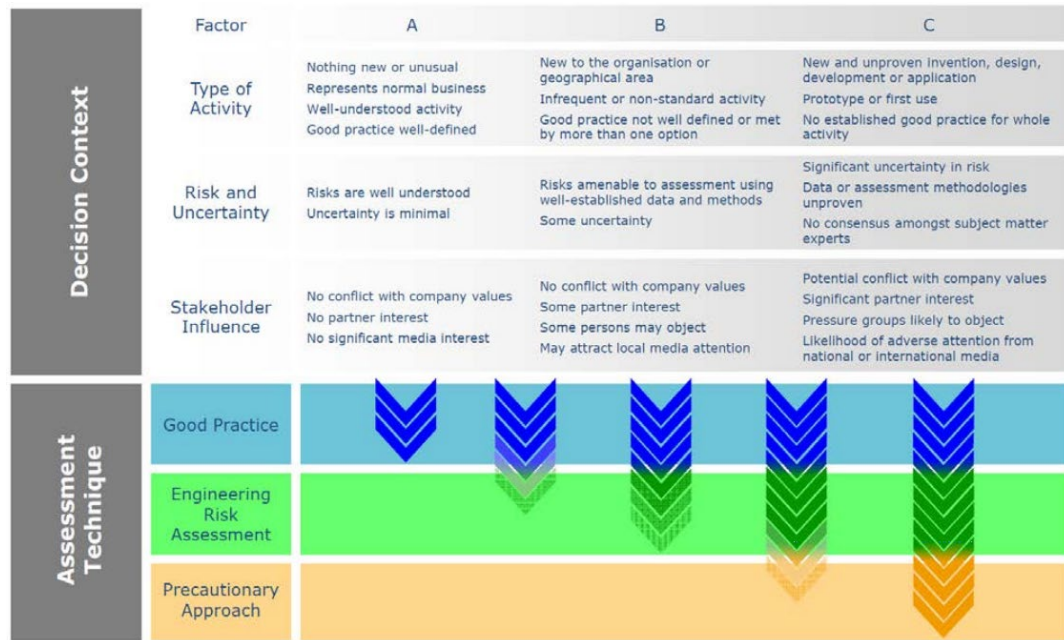 Decision Context
Factor
A
B
C
Type of
Activity
Nothing new or unusual
Represents normal business
Well-understood activity
Good practice well-defined
New to the organisation or
geographical area
Infrequent or non-standard activity
Good practice not well defined or met
by more than one option
New and unproven invention, design,
development or application
Prototype or first use
No established good practice for whole
activity
Risk and
Uncertainty
Risks are well understood
Uncertainty is minimal
Risks amenable to assessment using
well-established data and methods
Some uncertainty
Significant uncertainty in risk
Data or assessment methodologies
unproven
No consensus amongst subject matter
experts
Stakeholder
Influence
No conflict with company values
No partner interest
No significant media interest
No conflict with company values
Some partner interest
Some persons may object
May attract local media attention
Potential conflict with company values
Significant partner interest
Pressure groups likely to object
Likelihood of adverse attention from
national or international media
Assessment
Technique
Good Practice
Engineering
Risk
Assessment
Precautionary
Approach